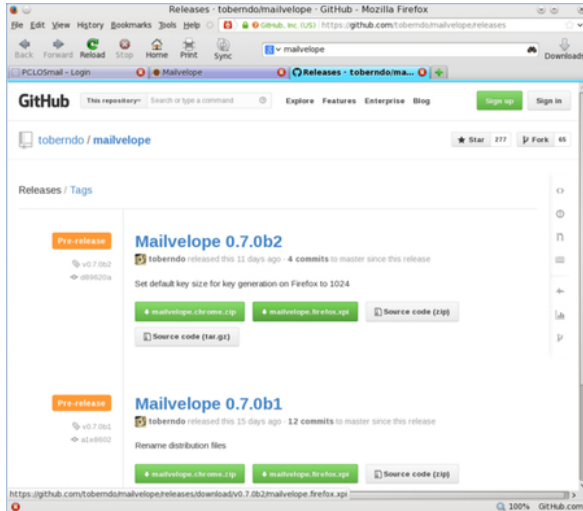 Releases · toberndo/mailvelope · GitHub - Mozilla Firefox
File Edit View History Bookmarks Tools Help
GitHub, Inc. (US) https://github.com/toberndo/mailvelope/releases
Back Forward Reload Stop Home Print Sync
mailvelope
Downloads
PCLOSmail - Login
Mailvelope
Releases · toberndo/ma...
GitHub
This repository
Search or type a command
Explore Features Enterprise Blog
Sign up
Sign in
toberndo / mailvelope
Star 277
Fork 65
Releases / Tags
Pre-release
v0.7.0b2
d89620a
Mailvelope 0.7.0b2
toberndo released this 11 days ago · 4 commits to master since this release
Set default key size for key generation on Firefox to 1024
mailvelope.chrome.zip
mailvelope.firefox.xpi
Source code (zip)
Source code (tar.gz)
Pre-release
v0.7.0b1
a1e8602
Mailvelope 0.7.0b1
toberndo released this 15 days ago · 12 commits to master since this release
Rename distribution files
mailvelope.chrome.zip
mailvelope.firefox.xpi
Source code (zip)
https://github.com/toberndo/mailvelope/releases/download/v0.7.0b2/mailvelope.firefox.xpi
100% GitHub.com